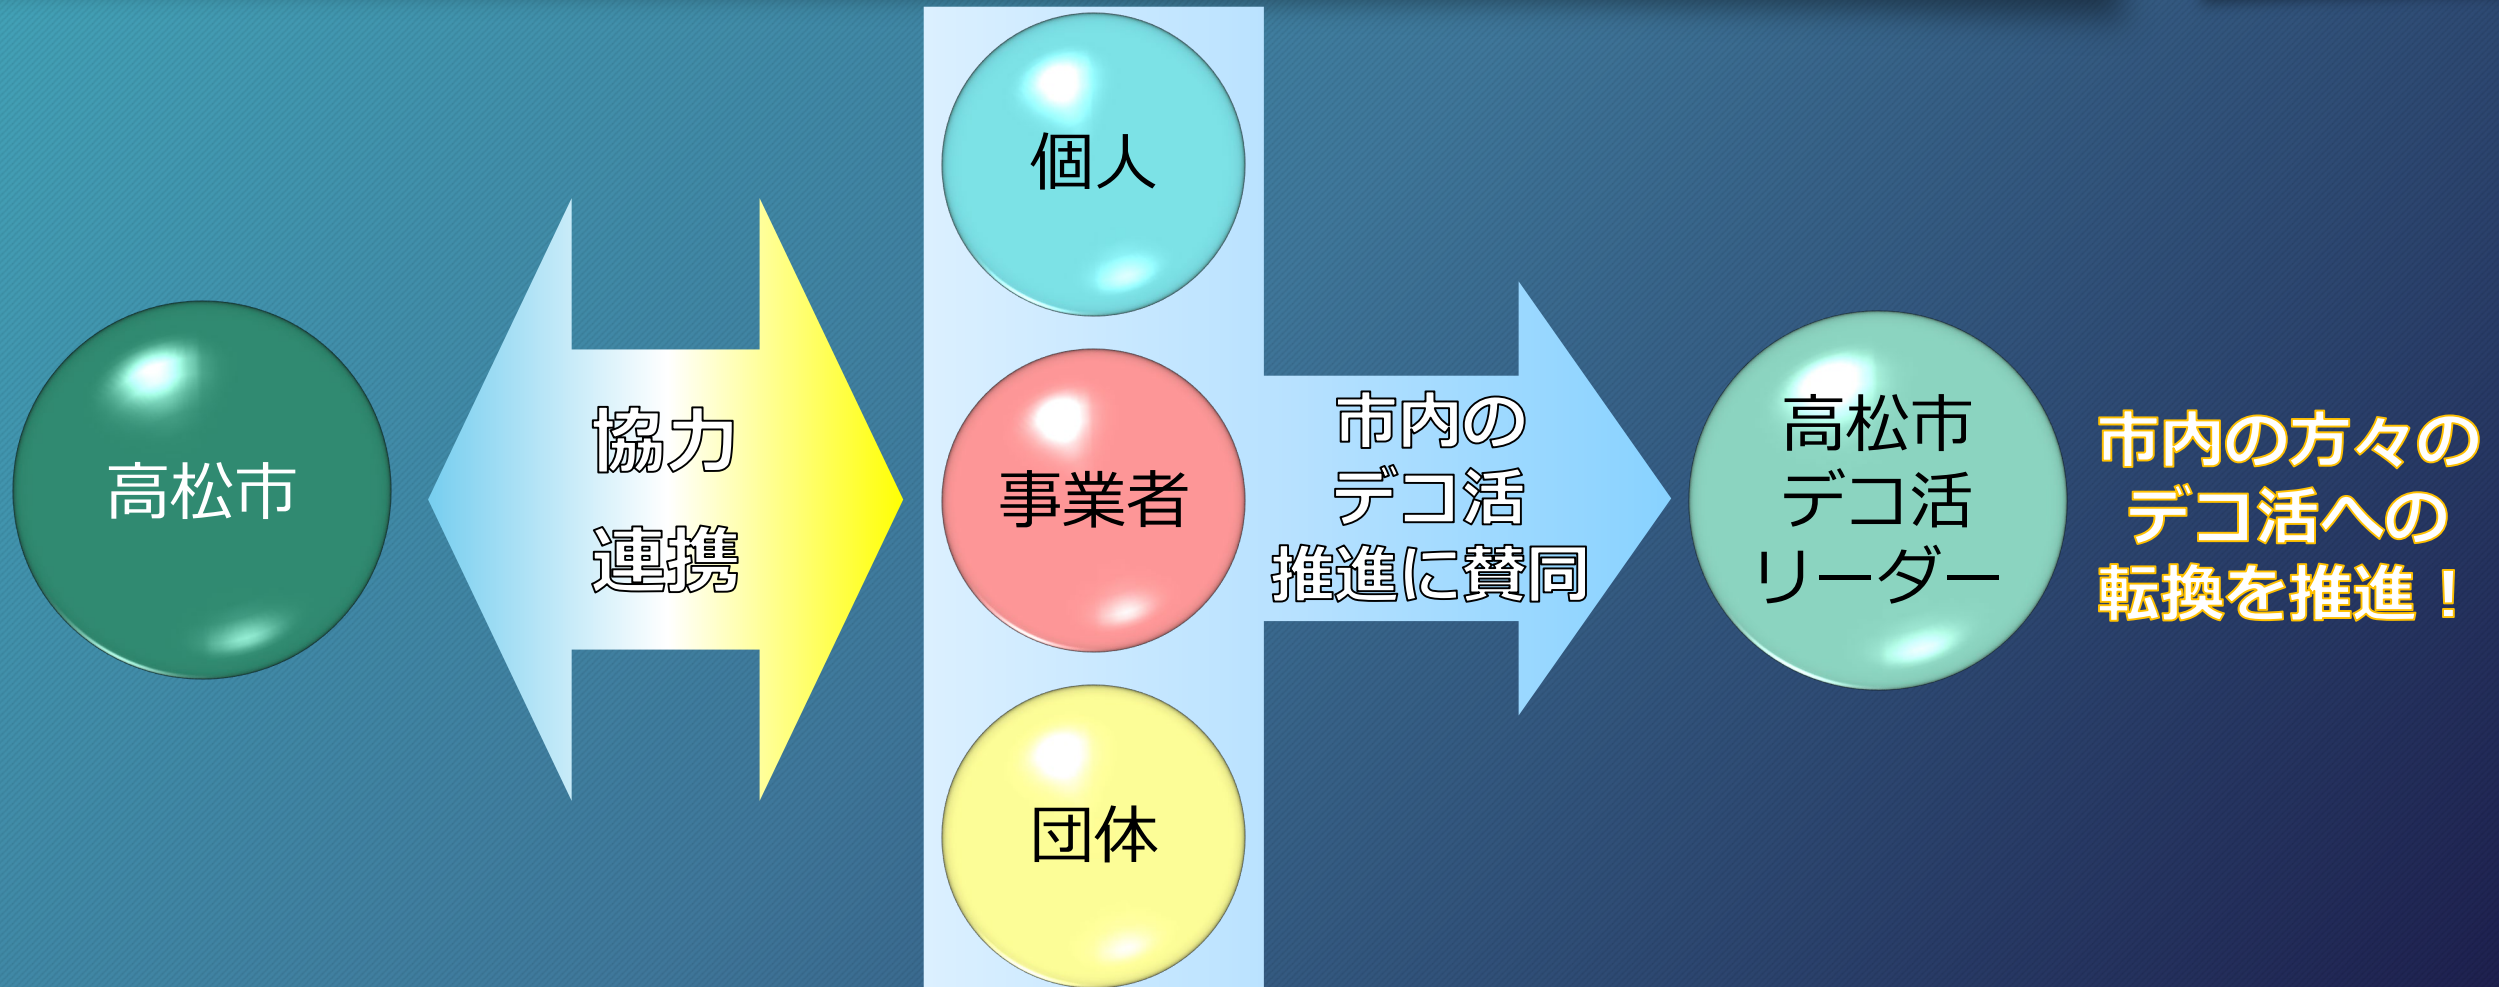 高松市
協力
連携
個人
事業者
団体
市内の
デコ活
推進に賛同
高松市
デコ活
リーダー
市内の方々の
デコ活への
転換を推進！